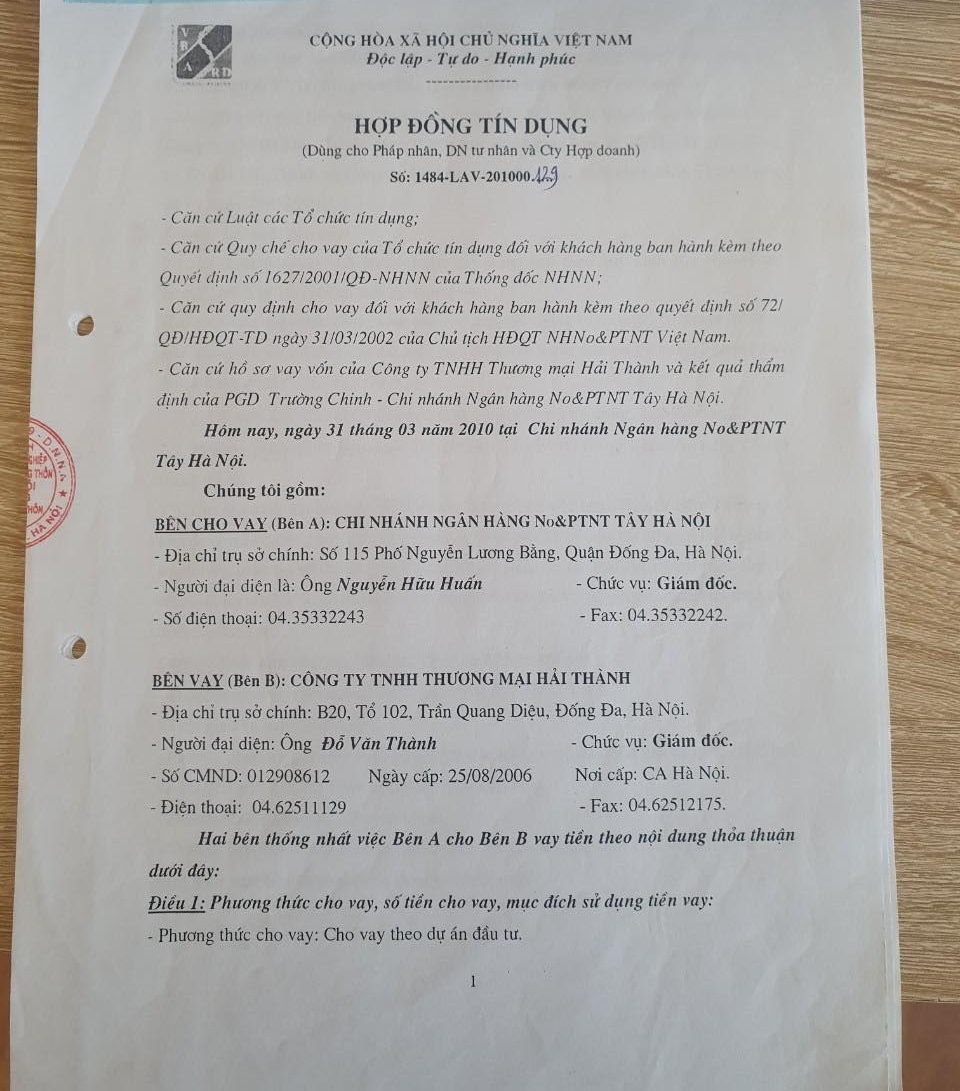 VBARD
CỘNG HÒA XÃ HỘI CHỦ NGHĨA VIỆT NAM
Độc lập - Tự do - Hạnh phúc
HỢP ĐỒNG TÍN DỤNG
(Dùng cho Pháp nhân, DN tư nhân và Cty Hợp doanh)
Số: 1484-LAV-201000129
- Căn cứ Luật các Tổ chức tín dụng;
- Căn cứ Quy chế cho vay của Tổ chức tín dụng đối với khách hàng ban hành kèm theo
Quyết định số 1627/2001/QĐ-NHNN của Thống đốc NHNN;
- Căn cứ quy định cho vay đối với khách hàng ban hành kèm theo quyết định số 72/
QĐ/HĐQT-TD ngày 31/03/2002 của Chủ tịch HĐQT NHNo&PTNT Việt Nam.
- Căn cứ hồ sơ vay vốn của Công ty TNHH Thương mại Hải Thành và kết quả thẩm
định của PGD Trường Chinh - Chi nhánh Ngân hàng No&PTNT Tây Hà Nội.
Hôm nay, ngày 31 tháng 03 năm 2010 tại Chi nhánh Ngân hàng No&PTNT
Tây Hà Nội.
Chúng tôi gồm:
BÊN CHO VAY (Bên A): CHI NHÁNH NGÂN HÀNG No&PTNT TÂY HÀ NỘI
- Địa chỉ trụ sở chính: Số 115 Phố Nguyễn Lương Bằng, Quận Đống Đa, Hà Nội.
- Người đại diện là: Ông Nguyễn Hữu Huấn - Chức vụ: Giám đốc.
- Số điện thoại: 04.35332243 - Fax: 04.35332242.
BÊN VAY (Bên B): CÔNG TY TNHH THƯƠNG MẠI HẢI THÀNH
- Địa chỉ trụ sở chính: B20, Tổ 102, Trần Quang Diệu, Đống Đa, Hà Nội.
- Người đại diện: Ông Đỗ Văn Thành - Chức vụ: Giám đốc.
- Số CMND: 012908612 Ngày cấp: 25/08/2006 Nơi cấp: CA Hà Nội.
- Điện thoại: 04.62511129 - Fax: 04.62512175.
Hai bên thống nhất việc Bên A cho Bên B vay tiền theo nội dung thỏa thuận
dưới đây:
Điều 1: Phương thức cho vay, số tiền cho vay, mục đích sử dụng tiền vay:
- Phương thức cho vay: Cho vay theo dự án đầu tư.
1